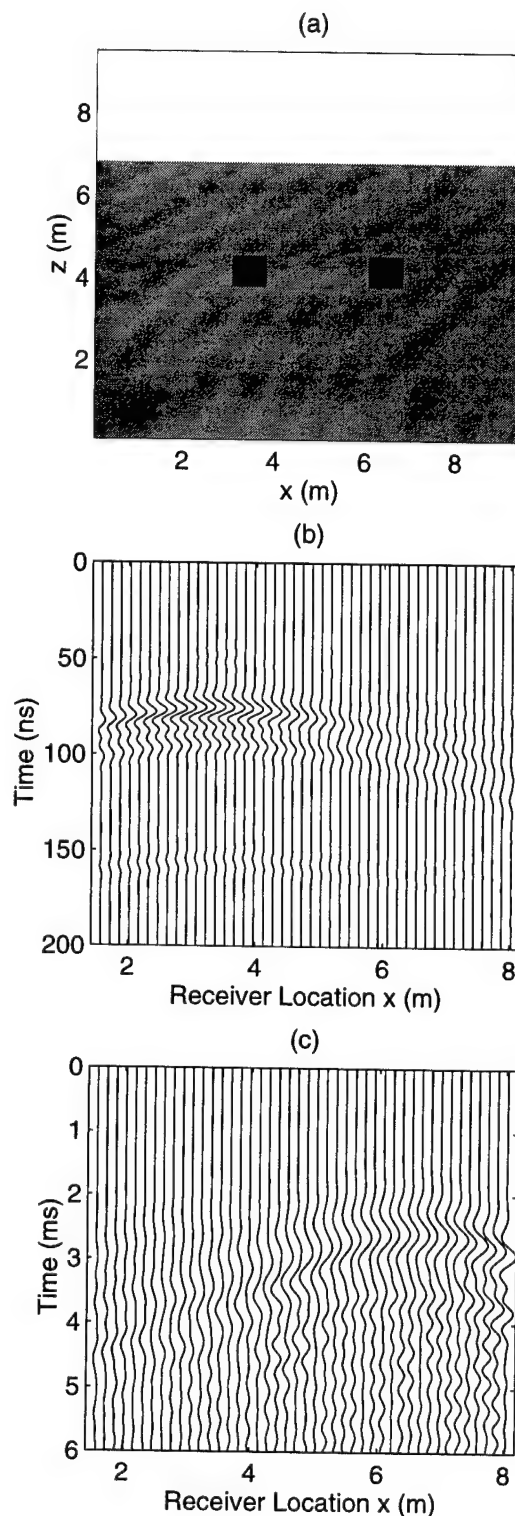 (a)
8
6
4
2
z (m)
2 4 6 8
x (m)
(b)
0
50
100
150
200
Time (ns)
2 4 6 8
Receiver Location x (m)
(c)
0
1
2
3
4
5
6
Time (ms)
2 4 6 8
Receiver Location x (m)